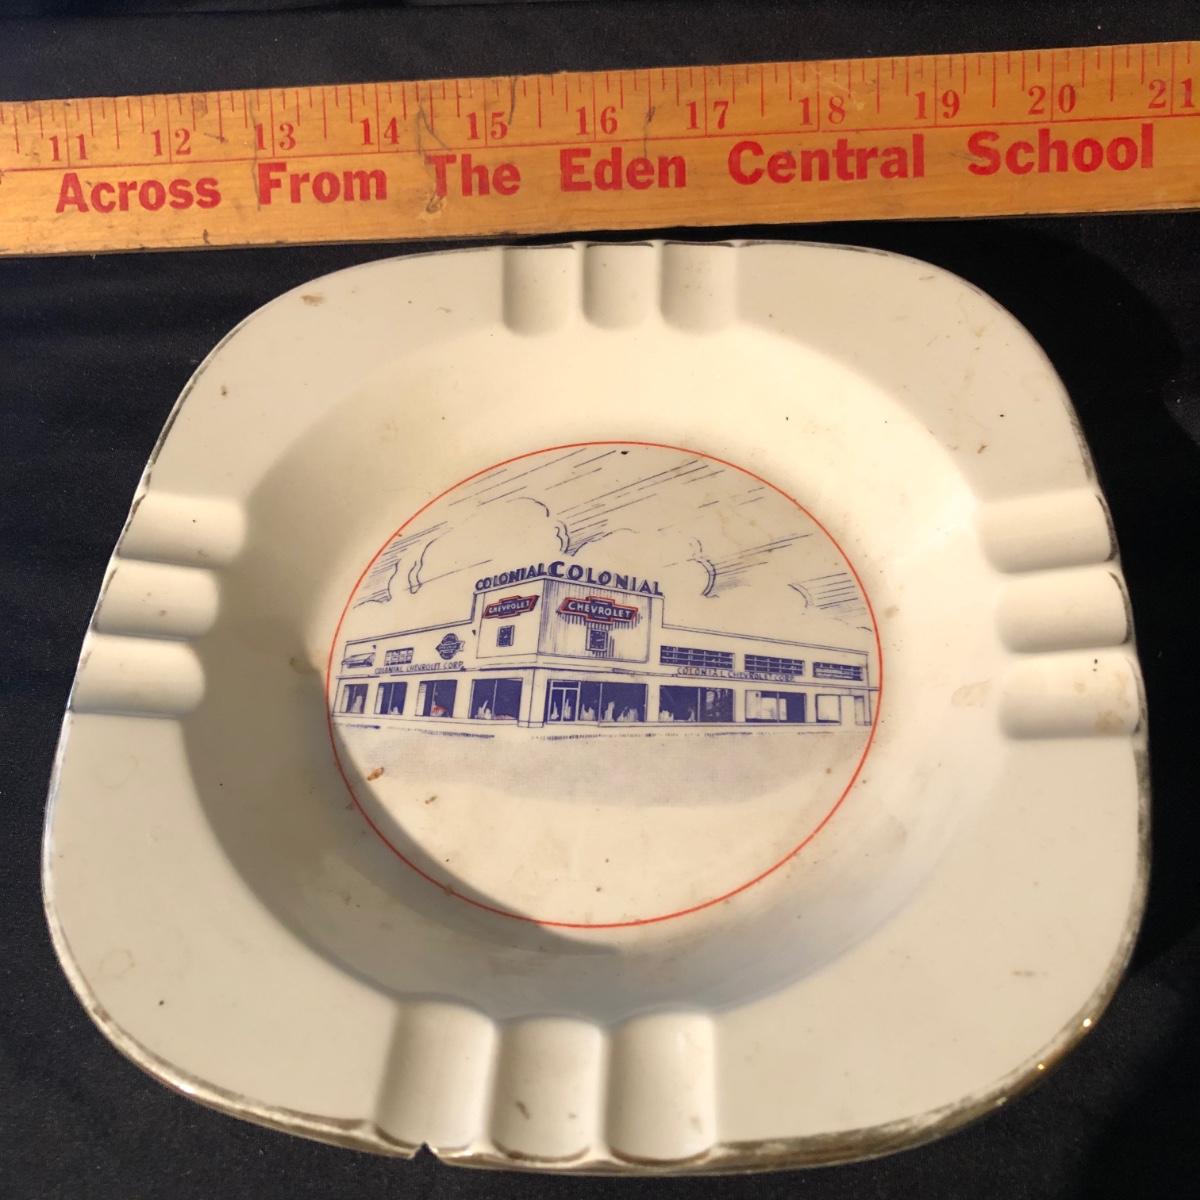 11 12 13 14 15 16 17 18 19 20 21
Across From The Eden Central School
COLONIAL COLONIAL
CHEVROLET CHEVROLET
COLONIAL CHEVROLET CORP. COLONIAL CHEVROLET CORP.